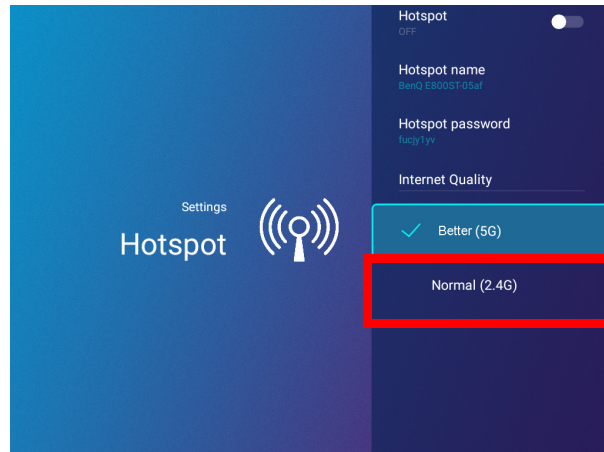 Settings
Hotspot
Hotspot
OFF
Hotspot name
BenQ E800ST-05af
Hotspot password
fucjy1yv
Internet Quality
Better (5G)
Normal (2.4G)